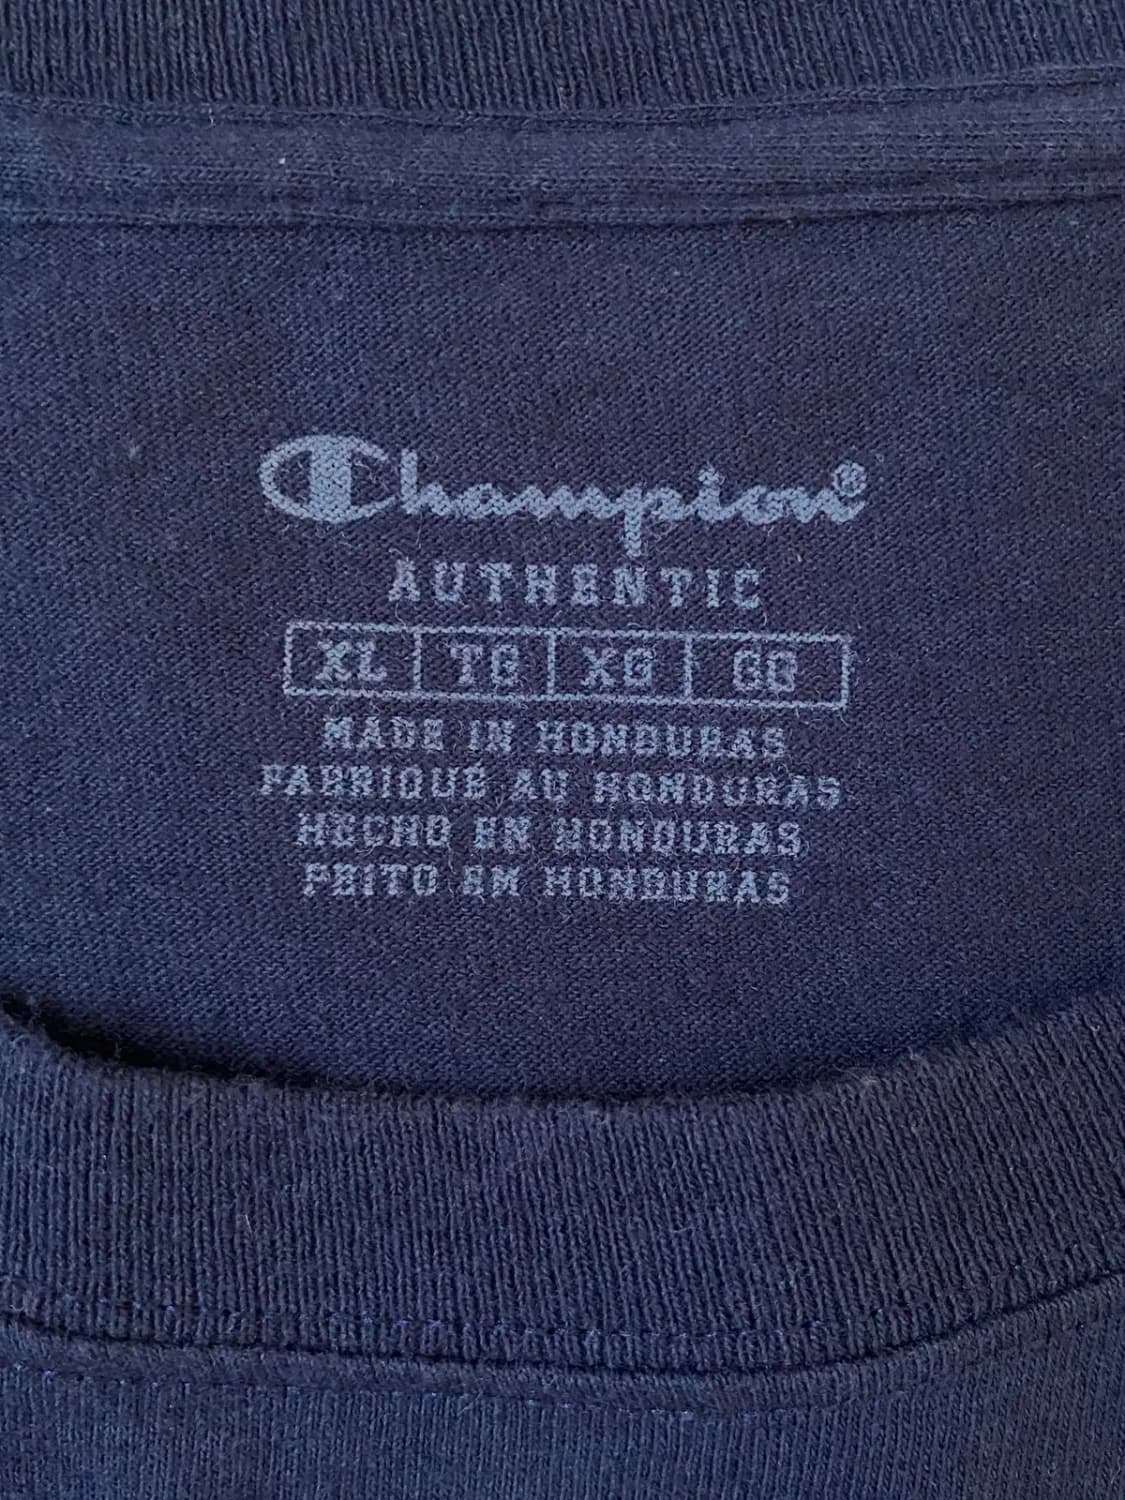 Champion®
AUTHENTIC
XL TG XG GG
MADE IN HONDURAS
FABRIQUÉ AU HONDURAS
HECHO EN HONDURAS
FEITO EM HONDURAS